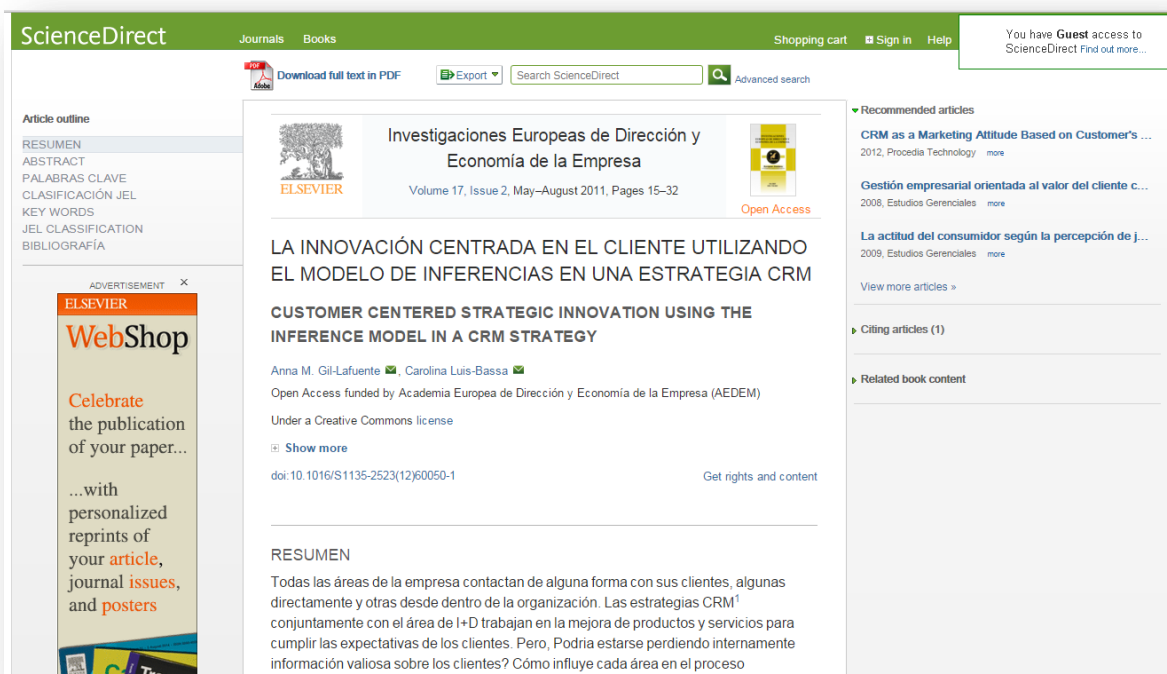 ScienceDirect
Journals Books
Shopping cart Sign in Help
You have Guest access to
ScienceDirect Find out more...
PDF
Adobe
Download full text in PDF
Export
Search ScienceDirect
Advanced search
Article outline
RESUMEN
ABSTRACT
PALABRAS CLAVE
CLASIFICACIÓN JEL
KEY WORDS
JEL CLASSIFICATION
BIBLIOGRAFÍA
ADVERTISEMENT X
ELSEVIER
WebShop
Celebrate
the publication
of your paper...
...with
personalized
reprints of
your article,
journal issues,
and posters
ELSEVIER
Investigaciones Europeas de Dirección y
Economía de la Empresa
Volume 17, Issue 2, May–August 2011, Pages 15–32
Open Access
LA INNOVACIÓN CENTRADA EN EL CLIENTE UTILIZANDO
EL MODELO DE INFERENCIAS EN UNA ESTRATEGIA CRM
CUSTOMER CENTERED STRATEGIC INNOVATION USING THE
INFERENCE MODEL IN A CRM STRATEGY
Anna M. Gil-Lafuente , Carolina Luis-Bassa
Open Access funded by Academia Europea de Dirección y Economía de la Empresa (AEDEM)
Under a Creative Commons license
Show more
doi:10.1016/S1135-2523(12)60050-1
Get rights and content
RESUMEN
Todas las áreas de la empresa contactan de alguna forma con sus clientes, algunas
directamente y otras desde dentro de la organización. Las estrategias CRM1
conjuntamente con el área de I+D trabajan en la mejora de productos y servicios para
cumplir las expectativas de los clientes. Pero, Podria estarse perdiendo internamente
información valiosa sobre los clientes? Cómo influye cada área en el proceso
Recommended articles
CRM as a Marketing Attitude Based on Customer's ...
2012, Procedia Technology more
Gestión empresarial orientada al valor del cliente c...
2008, Estudios Gerenciales more
La actitud del consumidor según la percepción de j...
2009, Estudios Gerenciales more
View more articles »
Citing articles (1)
Related book content